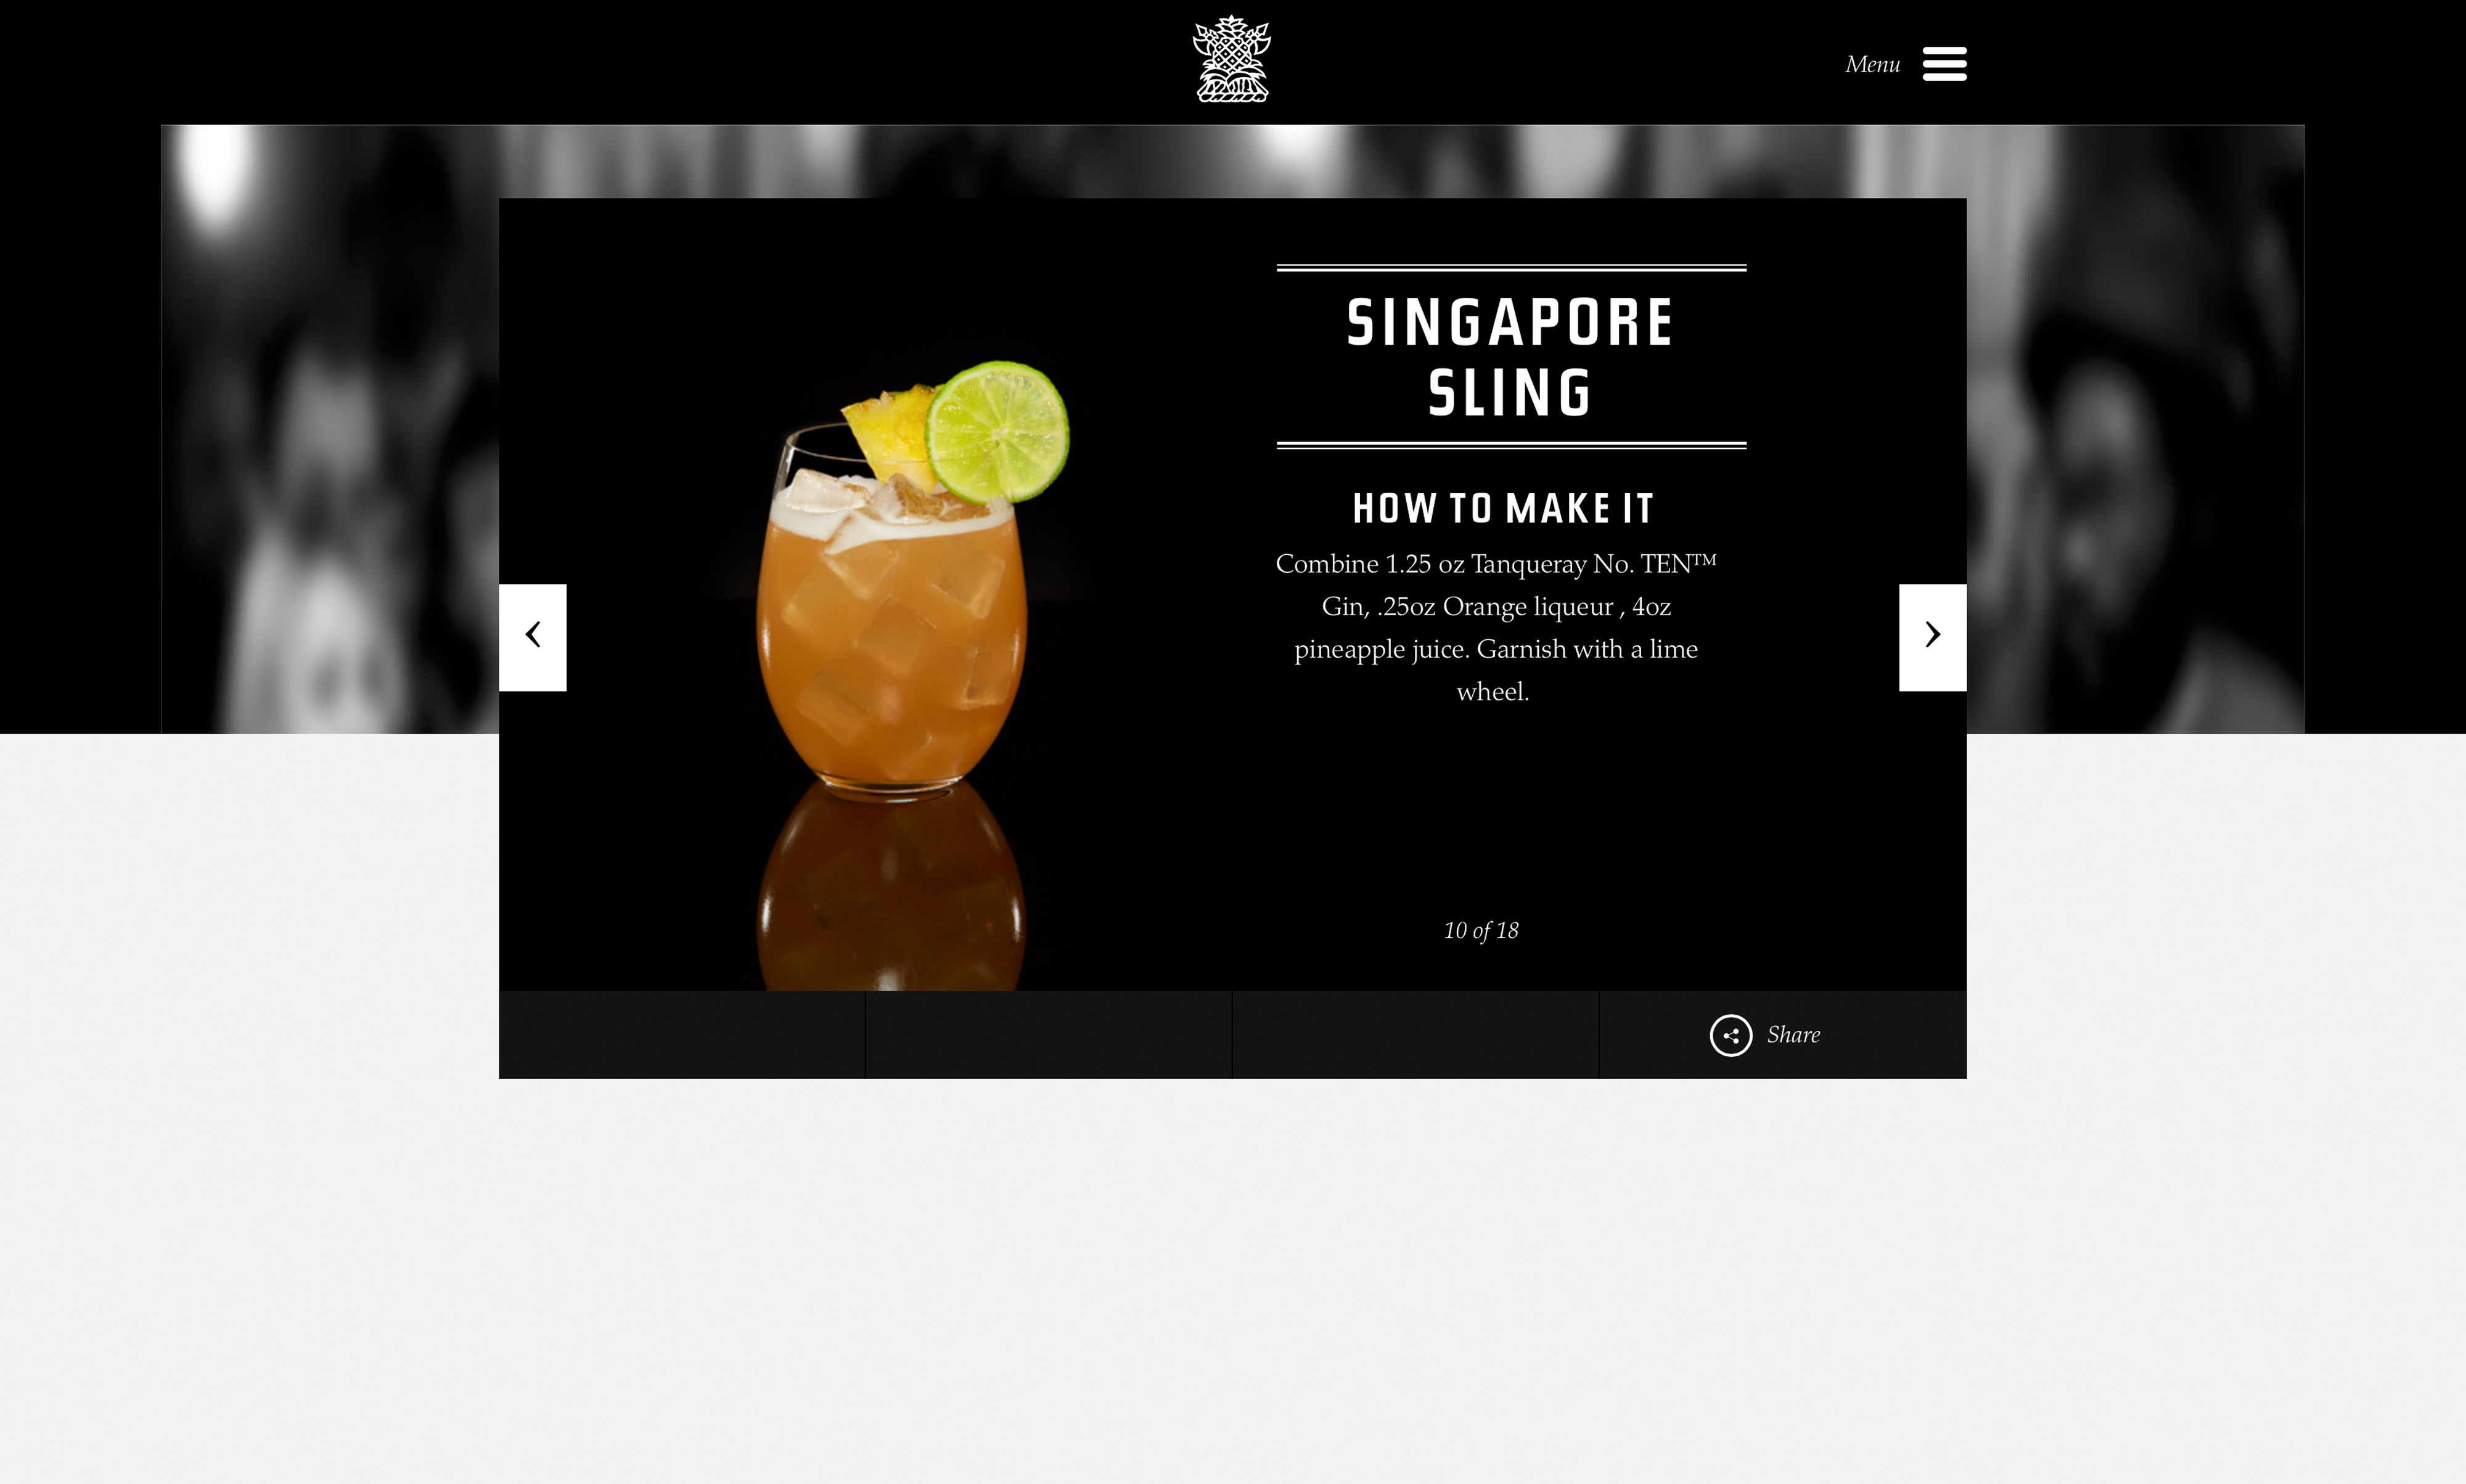 Menu
SINGAPORE
SLING
HOW TO MAKE IT
Combine 1.25 oz Tanqueray No. TEN™
Gin, .25oz Orange liqueur , 4oz
pineapple juice. Garnish with a lime
wheel.
10 of 18
Share